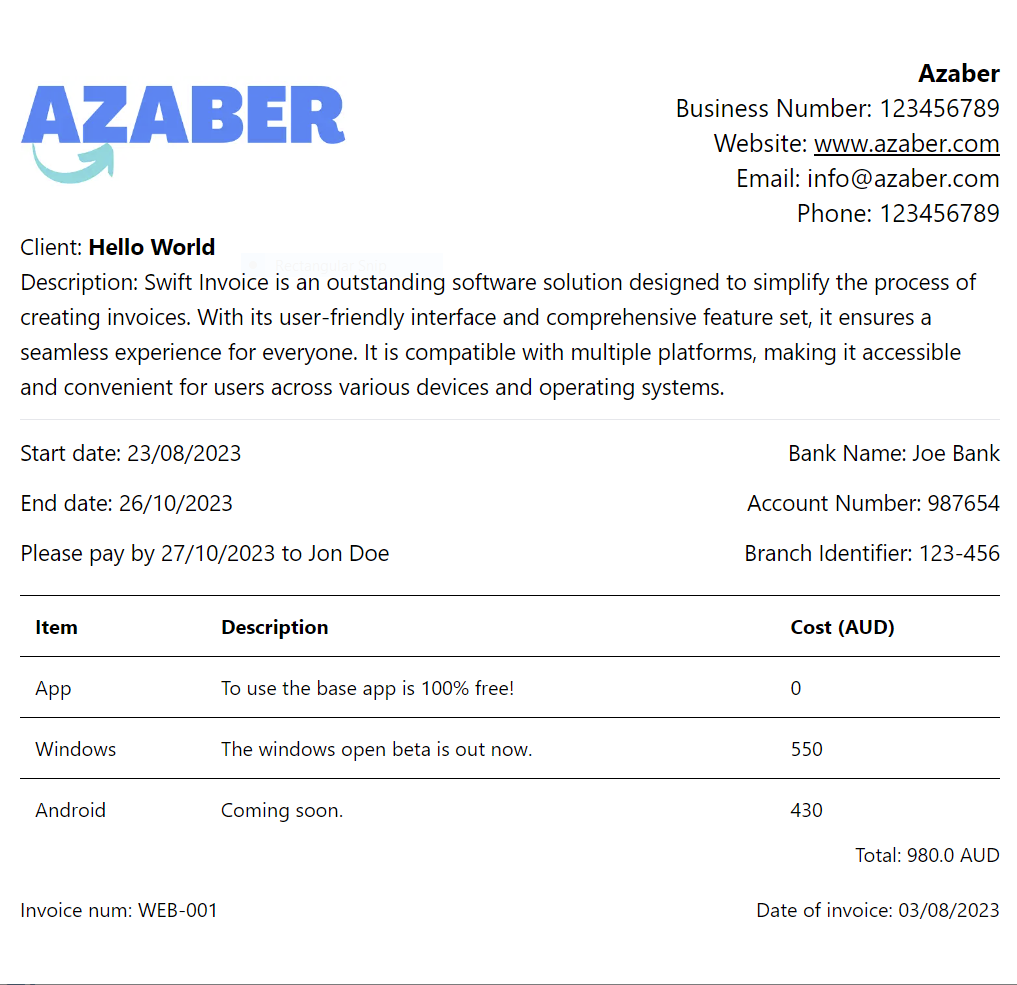 AZABER
Azaber
Business Number: 123456789
Website: www.azaber.com
Email: info@azaber.com
Phone: 123456789
Client: Hello World
Rectangular Snip
Description: Swift Invoice is an outstanding software solution designed to simplify the process of
creating invoices. With its user-friendly interface and comprehensive feature set, it ensures a
seamless experience for everyone. It is compatible with multiple platforms, making it accessible
and convenient for users across various devices and operating systems.
Start date: 23/08/2023
Bank Name: Joe Bank
End date: 26/10/2023
Account Number: 987654
Please pay by 27/10/2023 to Jon Doe
Branch Identifier: 123-456
Item Description Cost (AUD)
App To use the base app is 100% free! 0
Windows The windows open beta is out now. 550
Android Coming soon. 430
Total: 980.0 AUD
Invoice num: WEB-001
Date of invoice: 03/08/2023